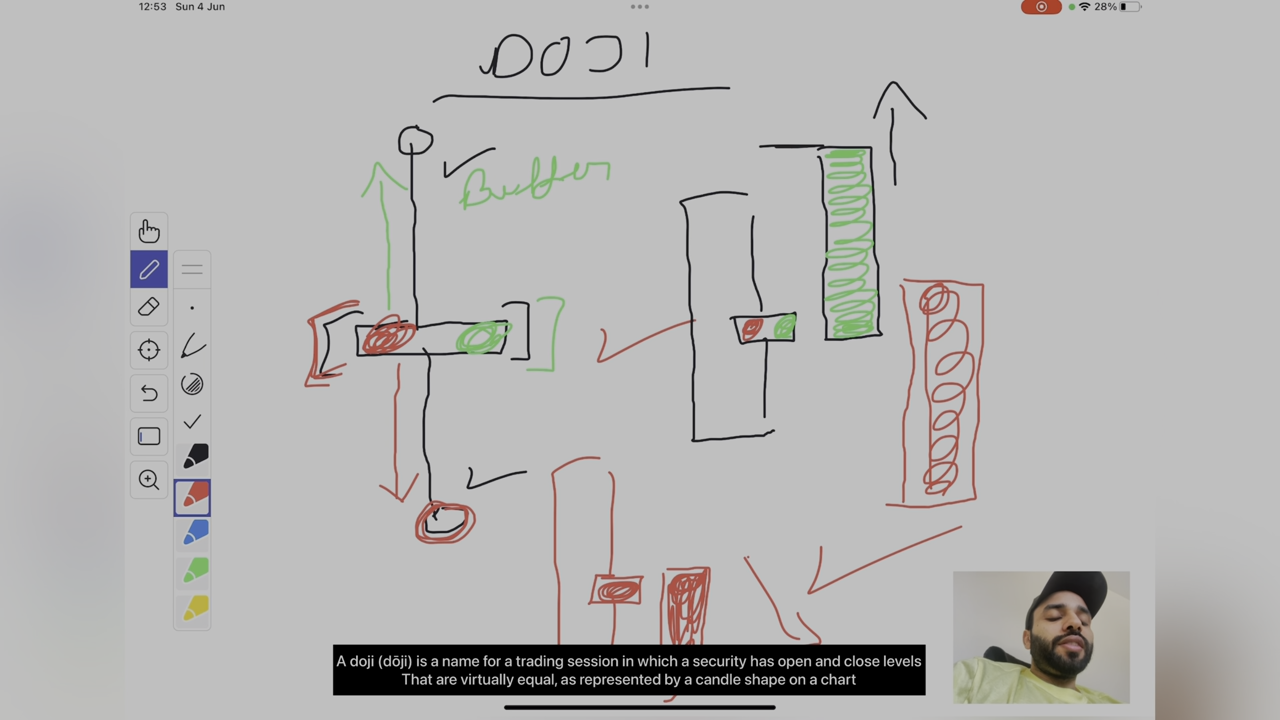 12:53 Sun 4 Jun
28%
DOJI
A doji (dōji) is a name for a trading session in which a security has open and close levels
That are virtually equal, as represented by a candle shape on a chart